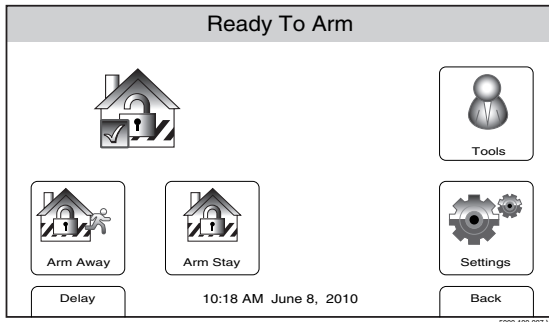 Ready To Arm
Tools
Arm Away
Arm Stay
Settings
Delay
10:18 AM June 8, 2010
Back